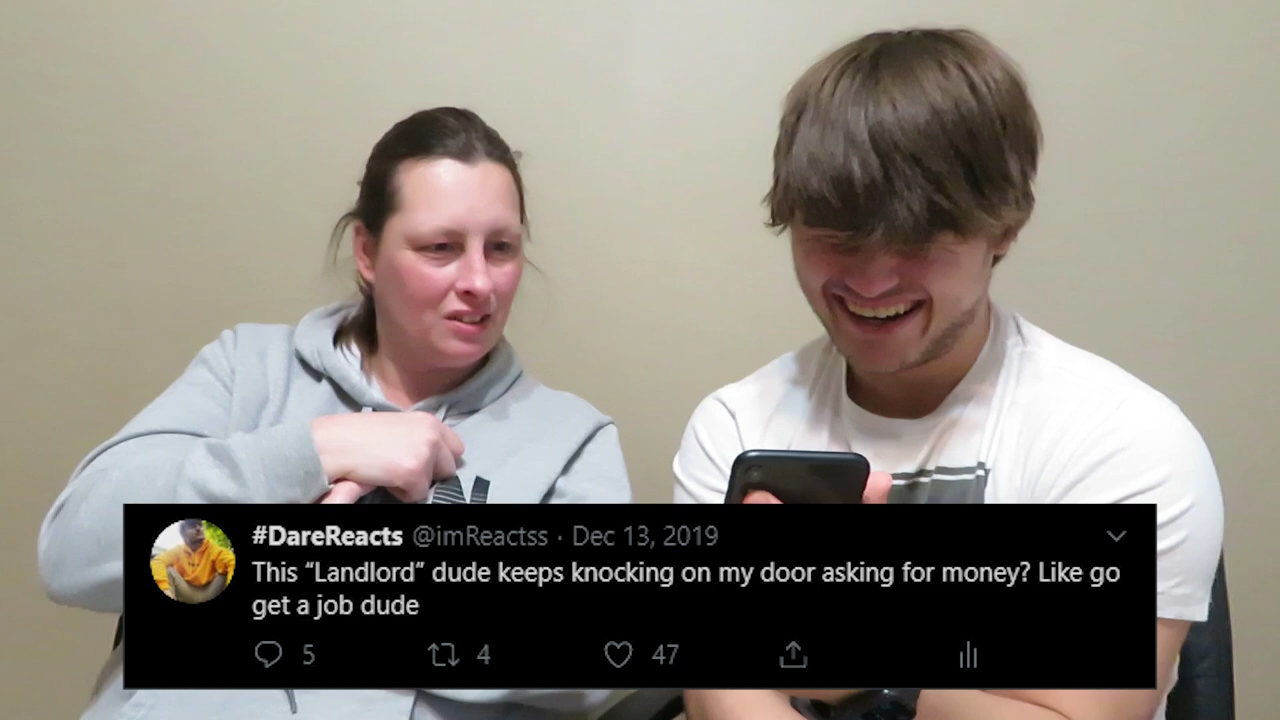 #DareReacts @imReactss · Dec 13, 2019
This “Landlord” dude keeps knocking on my door asking for money? Like go
get a job dude
5 4 47